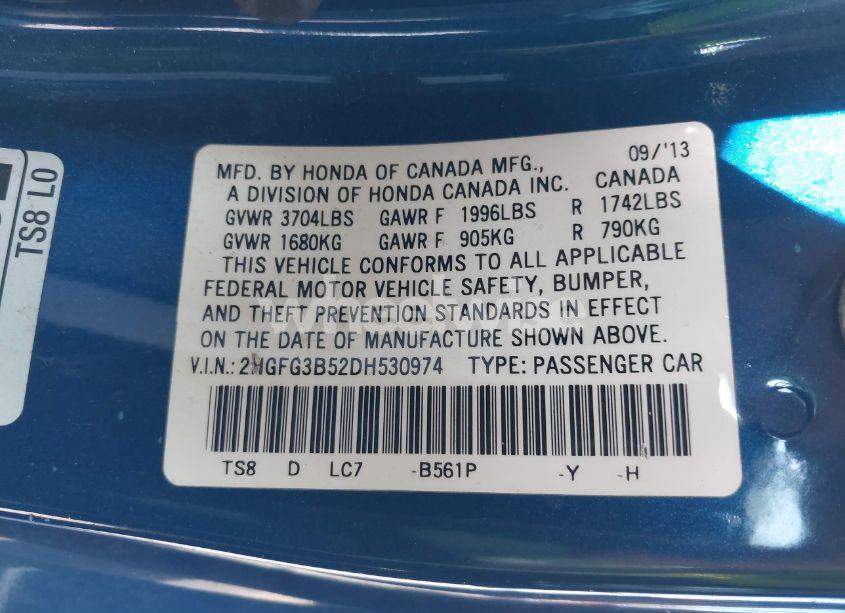 MFD. BY HONDA OF CANADA MFG., 09/'13
A DIVISION OF HONDA CANADA INC. CANADA
GVWR 3704LBS GAWR F 1996LBS R 1742LBS
GVWR 1680KG GAWR F 905KG R 790KG
THIS VEHICLE CONFORMS TO ALL APPLICABLE
FEDERAL MOTOR VEHICLE SAFETY, BUMPER,
AND THEFT PREVENTION STANDARDS IN EFFECT
ON THE DATE OF MANUFACTURE SHOWN ABOVE.
V.I.N.: 2HGFG3B52DH530974 TYPE: PASSENGER CAR
TS8 D LC7 -B561P -Y -H
TS8 LO